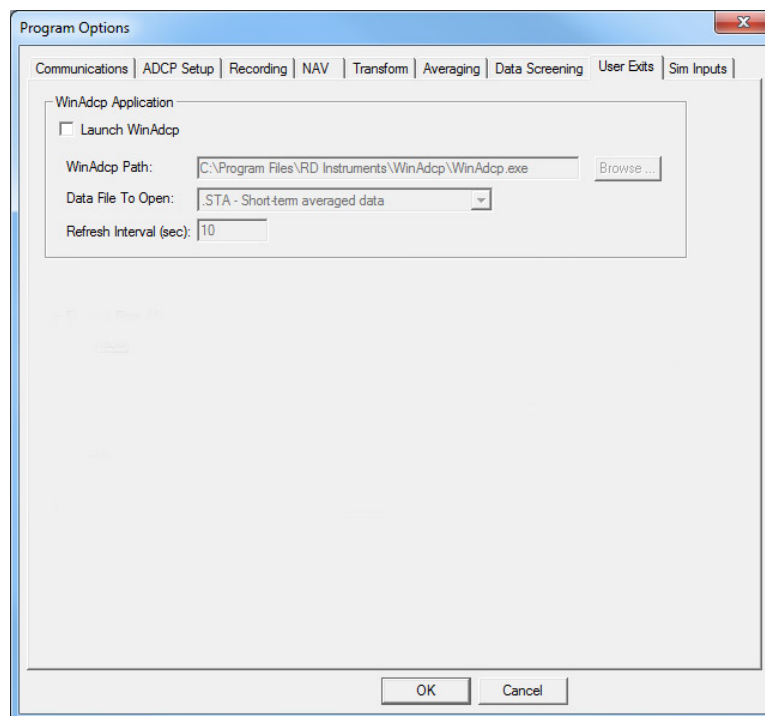 Program Options
Communications ADCP Setup Recording NAV Transform Averaging Data Screening User Exits Sim Inputs
WinAdcp Application
Launch WinAdcp
WinAdcp Path: C:\Program Files\RD Instruments\WinAdcp\WinAdcp.exe Browse ...
Data File To Open: .STA - Short-term averaged data
Refresh Interval (sec): 10
OK Cancel